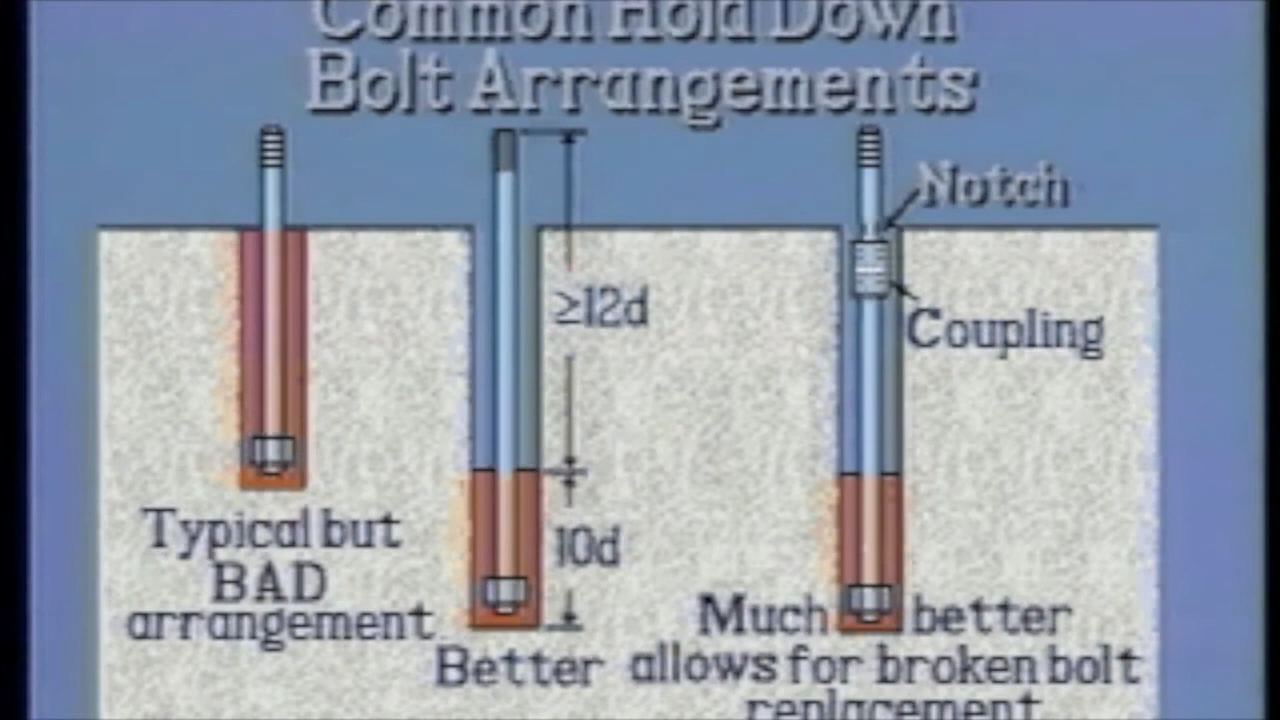 Common Hold Down
Bolt Arrangements
Notch
≥12d
Coupling
Typical but
BAD
arrangement
10d
Better
Much better
allows for broken bolt
replacement